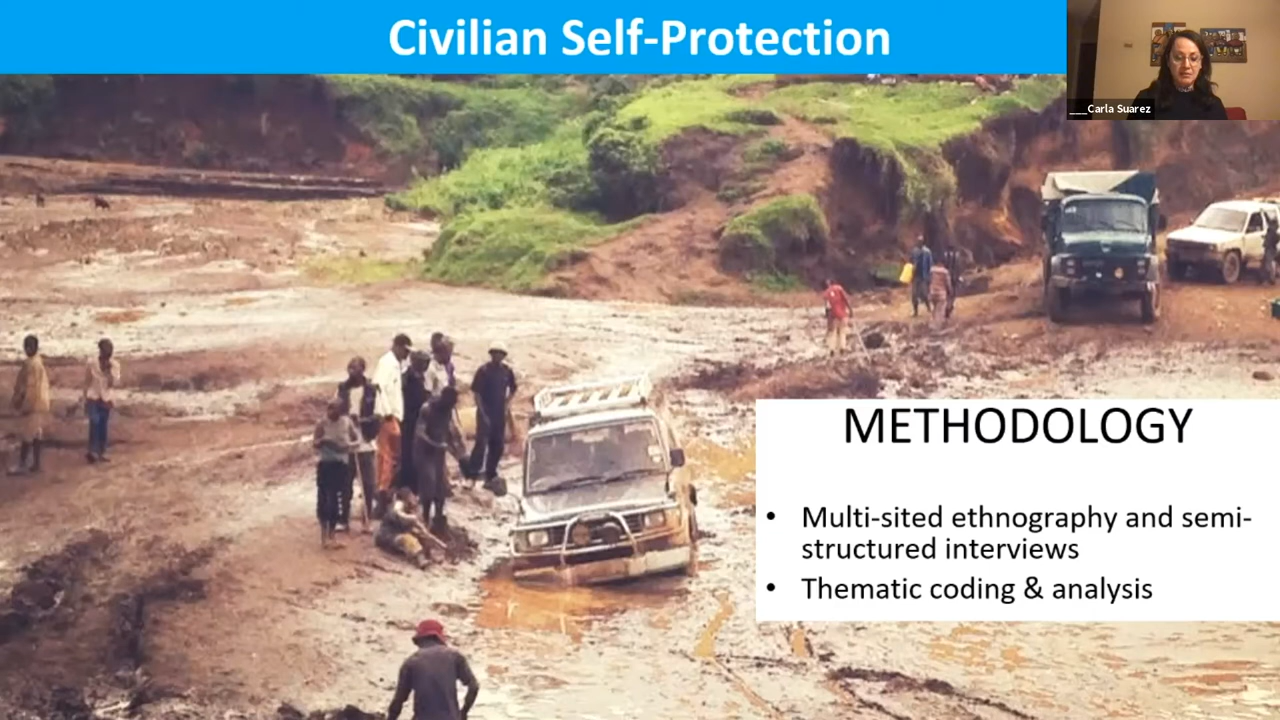 Civilian Self-Protection
___Carla Suarez
METHODOLOGY
• Multi-sited ethnography and semi-
structured interviews
• Thematic coding & analysis